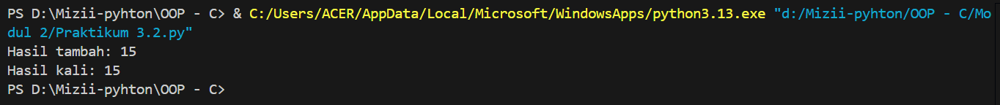 PS D:\Mizii-pyhton\OOP - C> & C:/Users/ACER/AppData/Local/Microsoft/WindowsApps/python3.13.exe "d:/Mizii-pyhton/OOP - C/Mo
dul 2/Praktikum 3.2.py"
Hasil tambah: 15
Hasil kali: 15
PS D:\Mizii-pyhton\OOP - C>